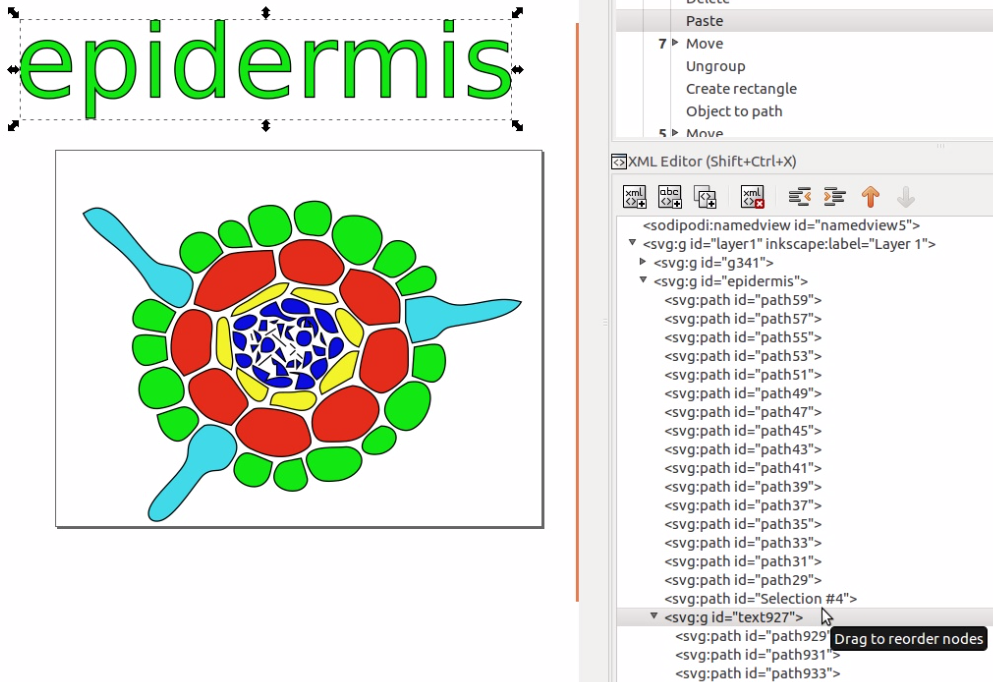 epidermis
Delete
Paste
7 Move
Ungroup
Create rectangle
Object to path
5 Move
XML Editor (Shift+Ctrl+X)
xml
abc
xml
<sodipodi:namedview id="namedview5">
<svg:g id="layer1" inkscape:label="Layer 1">
<svg:g id="g341">
<svg:g id="epidermis">
<svg:path id="path59">
<svg:path id="path57">
<svg:path id="path55">
<svg:path id="path53">
<svg:path id="path51">
<svg:path id="path49">
<svg:path id="path47">
<svg:path id="path45">
<svg:path id="path43">
<svg:path id="path41">
<svg:path id="path39">
<svg:path id="path37">
<svg:path id="path35">
<svg:path id="path33">
<svg:path id="path31">
<svg:path id="path29">
<svg:path id="Selection #4">
<svg:g id="text927">
<svg:path id="path929"
Drag to reorder nodes
<svg:path id="path931">
<svg:path id="path933">